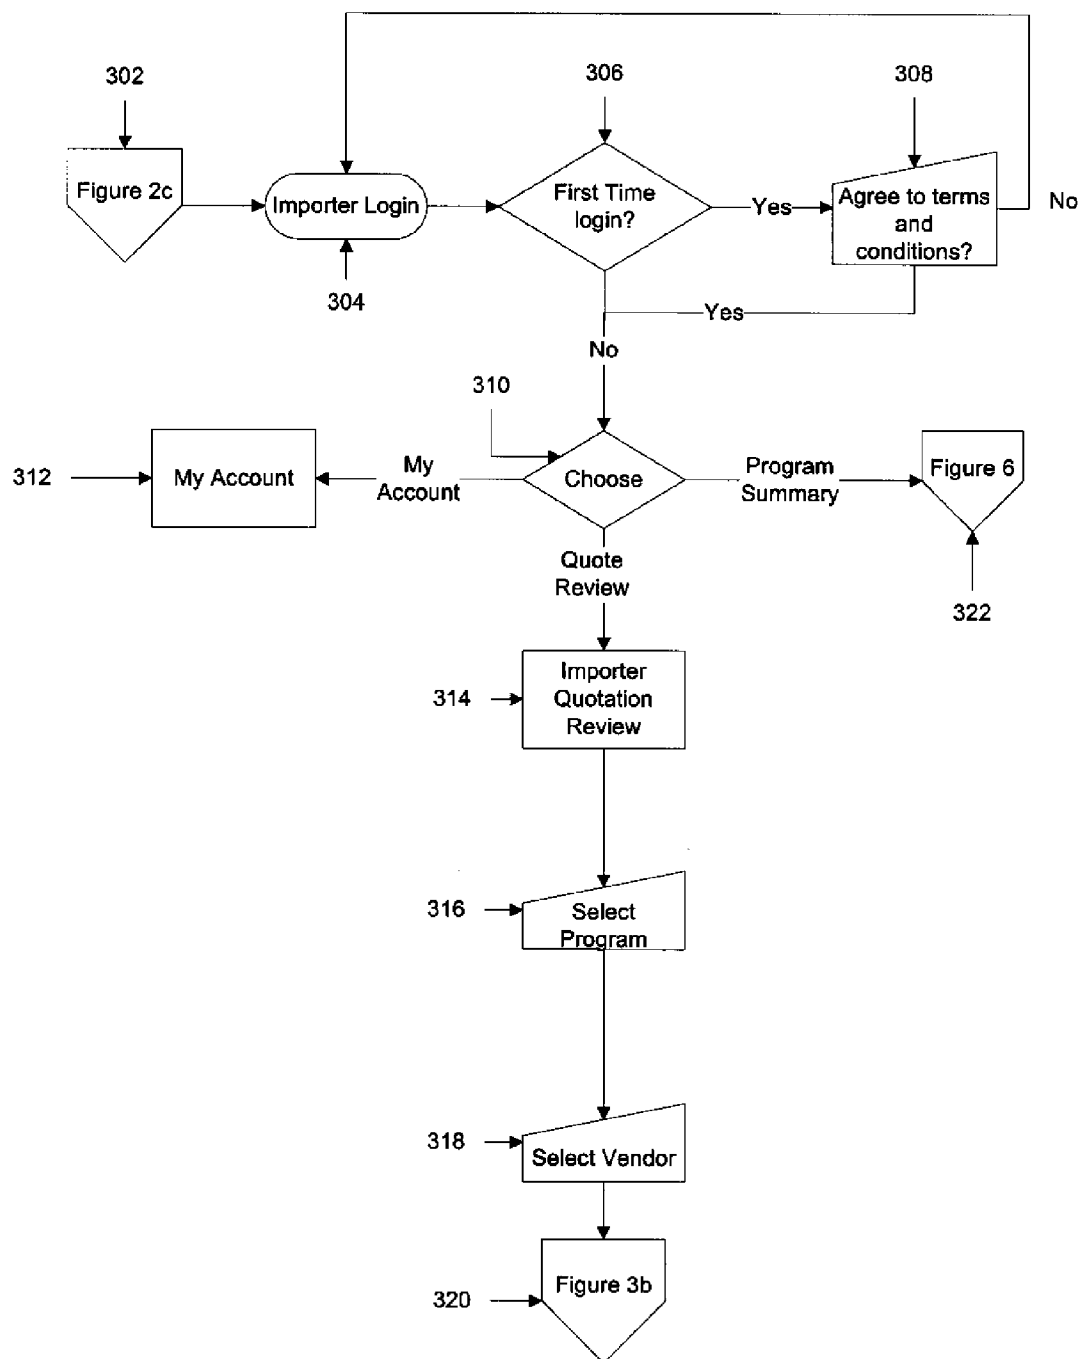 302
306
308
Figure 2c
Importer Login
First Time
login?
Yes
Agree to terms
and
conditions?
No
304
Yes
No
310
312
My Account
My
Account
Choose
Program
Summary
Figure 6
Quote
Review
322
314
Importer
Quotation
Review
316
Select
Program
318
Select Vendor
320
Figure 3b